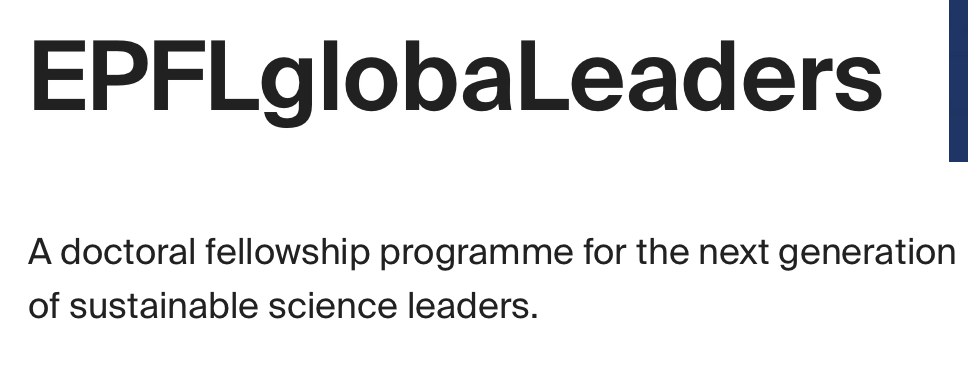 EPFLglobaLeaders
A doctoral fellowship programme for the next generation
of sustainable science leaders.